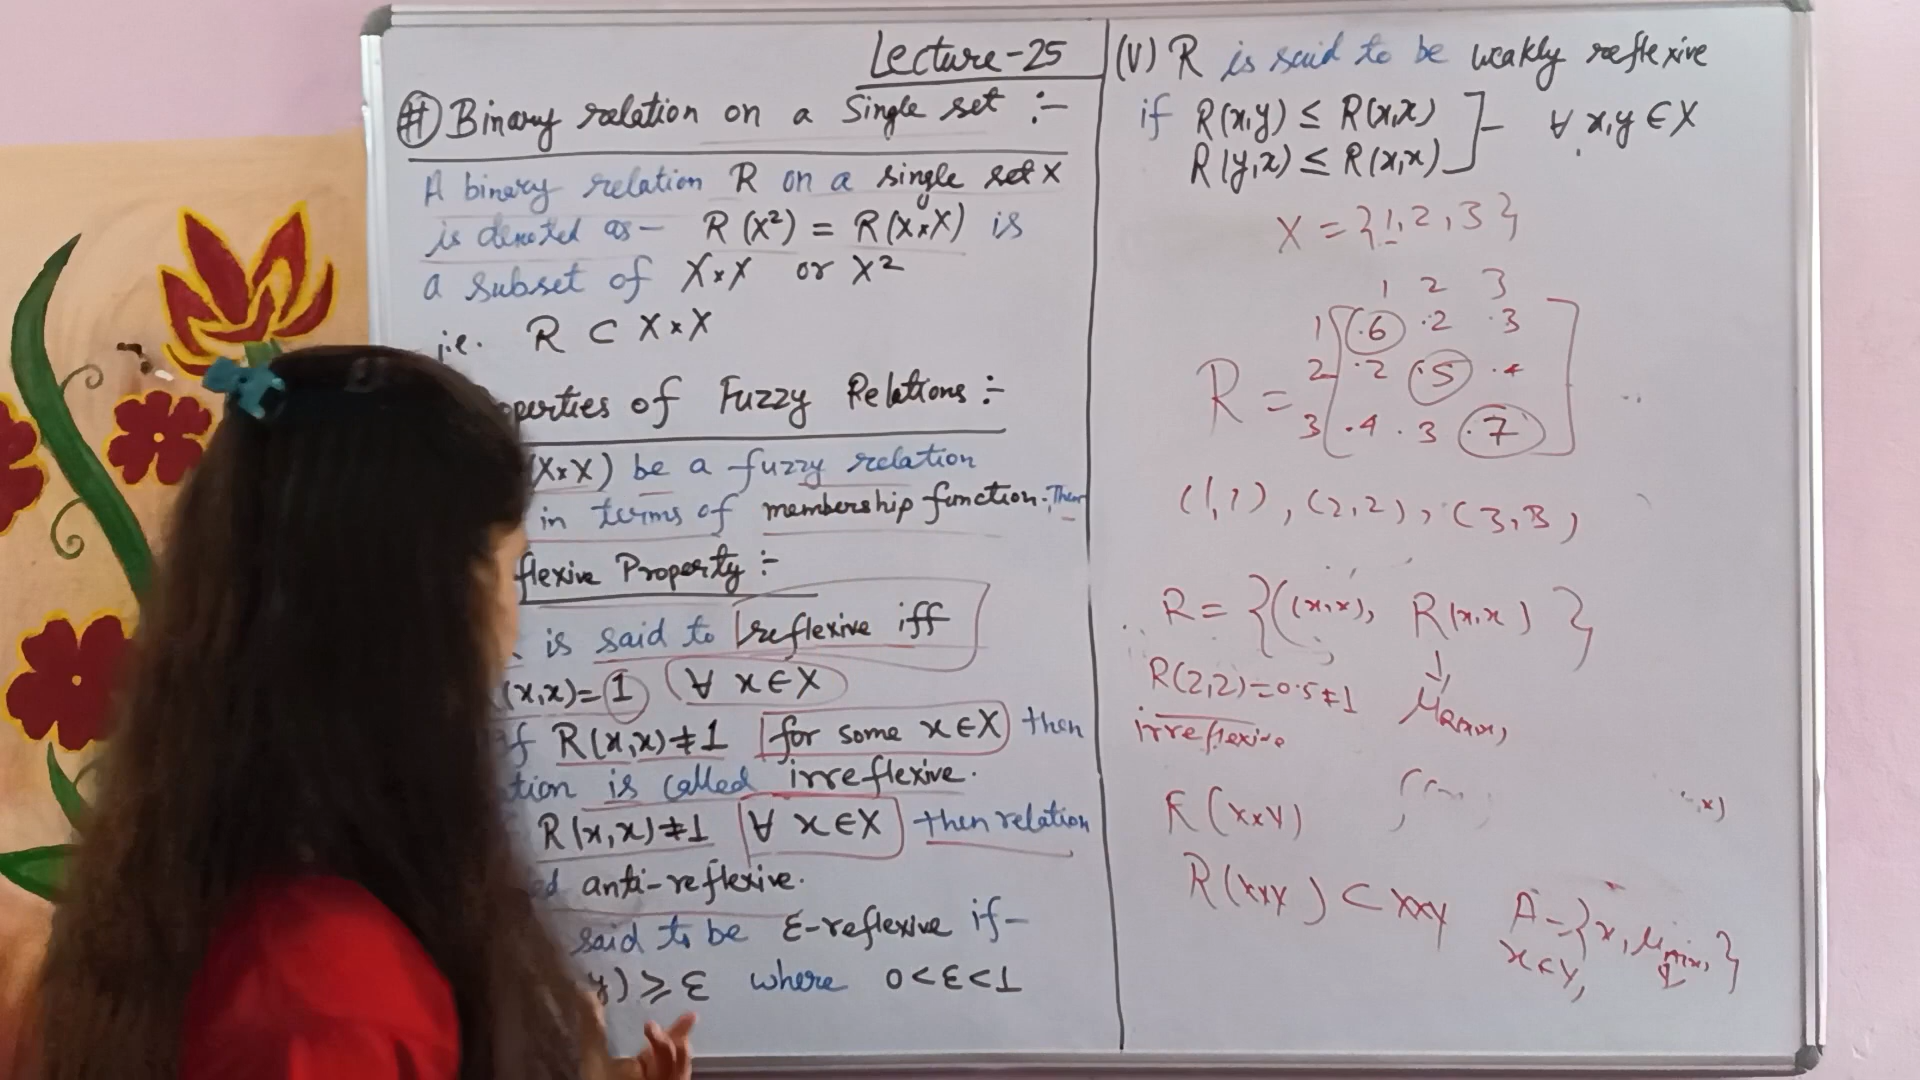 Lecture-25
# Binary relation on a Single set :-
A binary relation R on a single set X
is denoted as - R(X²) = R(X×X) is
a subset of X×X or X²
i.e. R ⊂ X×X
perties of Fuzzy Relations :-
(X×X) be a fuzzy relation
in terms of membership function. Then
flexive Property :-
is said to reflexive iff
(x,x)=1 ∀ x∈X
if R(x,x)≠1 for some x∈X then
tion is called irreflexive.
R(x,x)≠1 ∀ x∈X then relation
ed anti-reflexive.
said to be ε-reflexive if-
) ≥ ε where 0<ε<1
(V) R is said to be weakly reflexive
if R(x,y) ≤ R(x,x) ]- ∀ x,y ∈ X
R(y,x) ≤ R(x,x)
X = {1,2,3}
1 2 3
1 .6 .2 .3
R = 2 .2 .5 .4
3 .4 .3 .7
(1,1), (2,2), (3,3)
R = {((x,x), R(x,x)}
R(2,2)=0.5≠1
irreflexive
R(x×y) ⊂ x×y
A = {x, μA(x)}